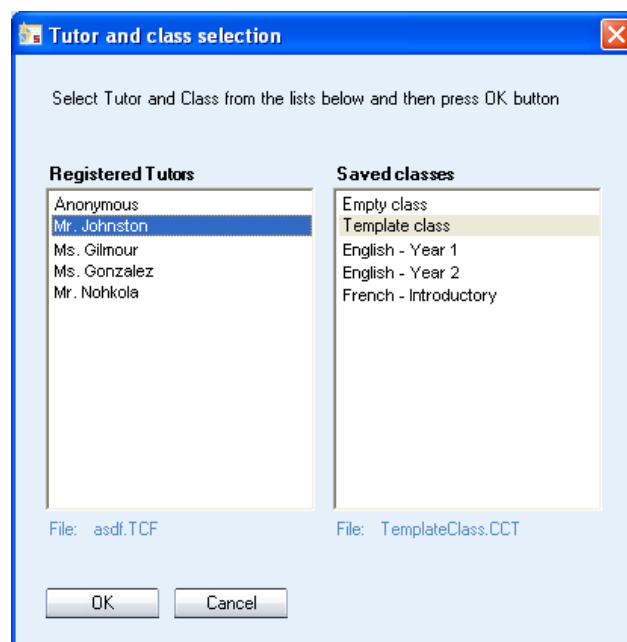 Tutor and class selection
Select Tutor and Class from the lists below and then press OK button
Registered Tutors
Anonymous
Mr. Johnston
Ms. Gilmour
Ms. Gonzalez
Mr. Nohkola
File: asdf.TCF
Saved classes
Empty class
Template class
English - Year 1
English - Year 2
French - Introductory
File: TemplateClass.CCT
OK
Cancel